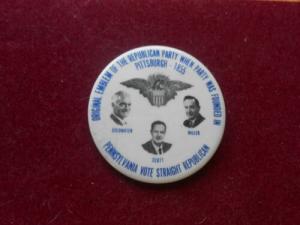 ORIGINAL EMBLEM OF THE REPUBLICAN PARTY WHEN PARTY WAS FOUNDED IN
PITTSBURGH - 1855
GOLDWATER
MILLER
SCOTT
PENNSYLVANIA VOTE STRAIGHT REPUBLICAN